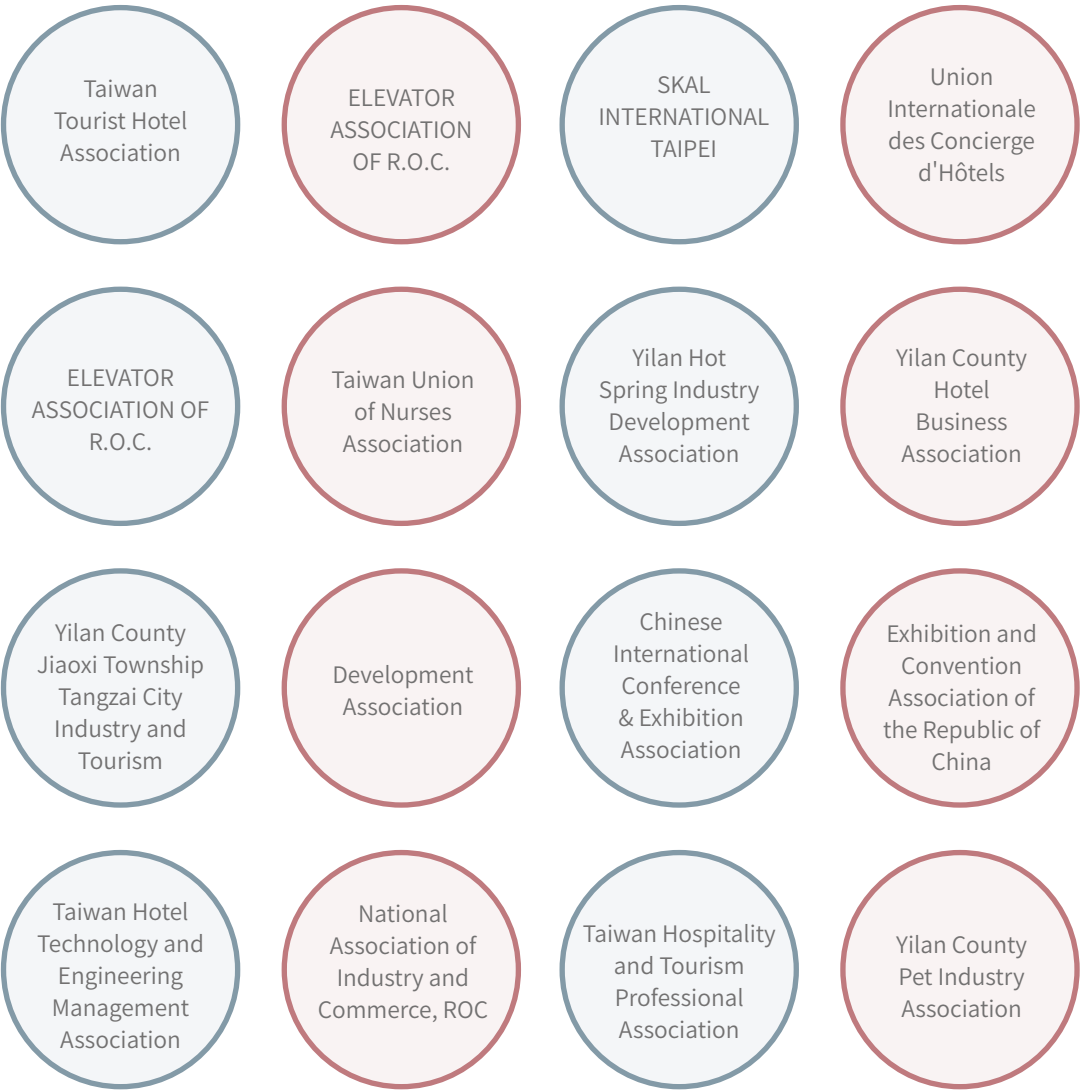 Taiwan
Tourist Hotel
Association
ELEVATOR
ASSOCIATION
OF R.O.C.
SKAL
INTERNATIONAL
TAIPEI
Union
Internationale
des Concierge
d'Hôtels
ELEVATOR
ASSOCIATION OF
R.O.C.
Taiwan Union
of Nurses
Association
Yilan Hot
Spring Industry
Development
Association
Yilan County
Hotel
Business
Association
Yilan County
Jiaoxi Township
Tangzai City
Industry and
Tourism
Development
Association
Chinese
International
Conference
& Exhibition
Association
Exhibition and
Convention
Association of
the Republic of
China
Taiwan Hotel
Technology and
Engineering
Management
Association
National
Association of
Industry and
Commerce, ROC
Taiwan Hospitality
and Tourism
Professional
Association
Yilan County
Pet Industry
Association